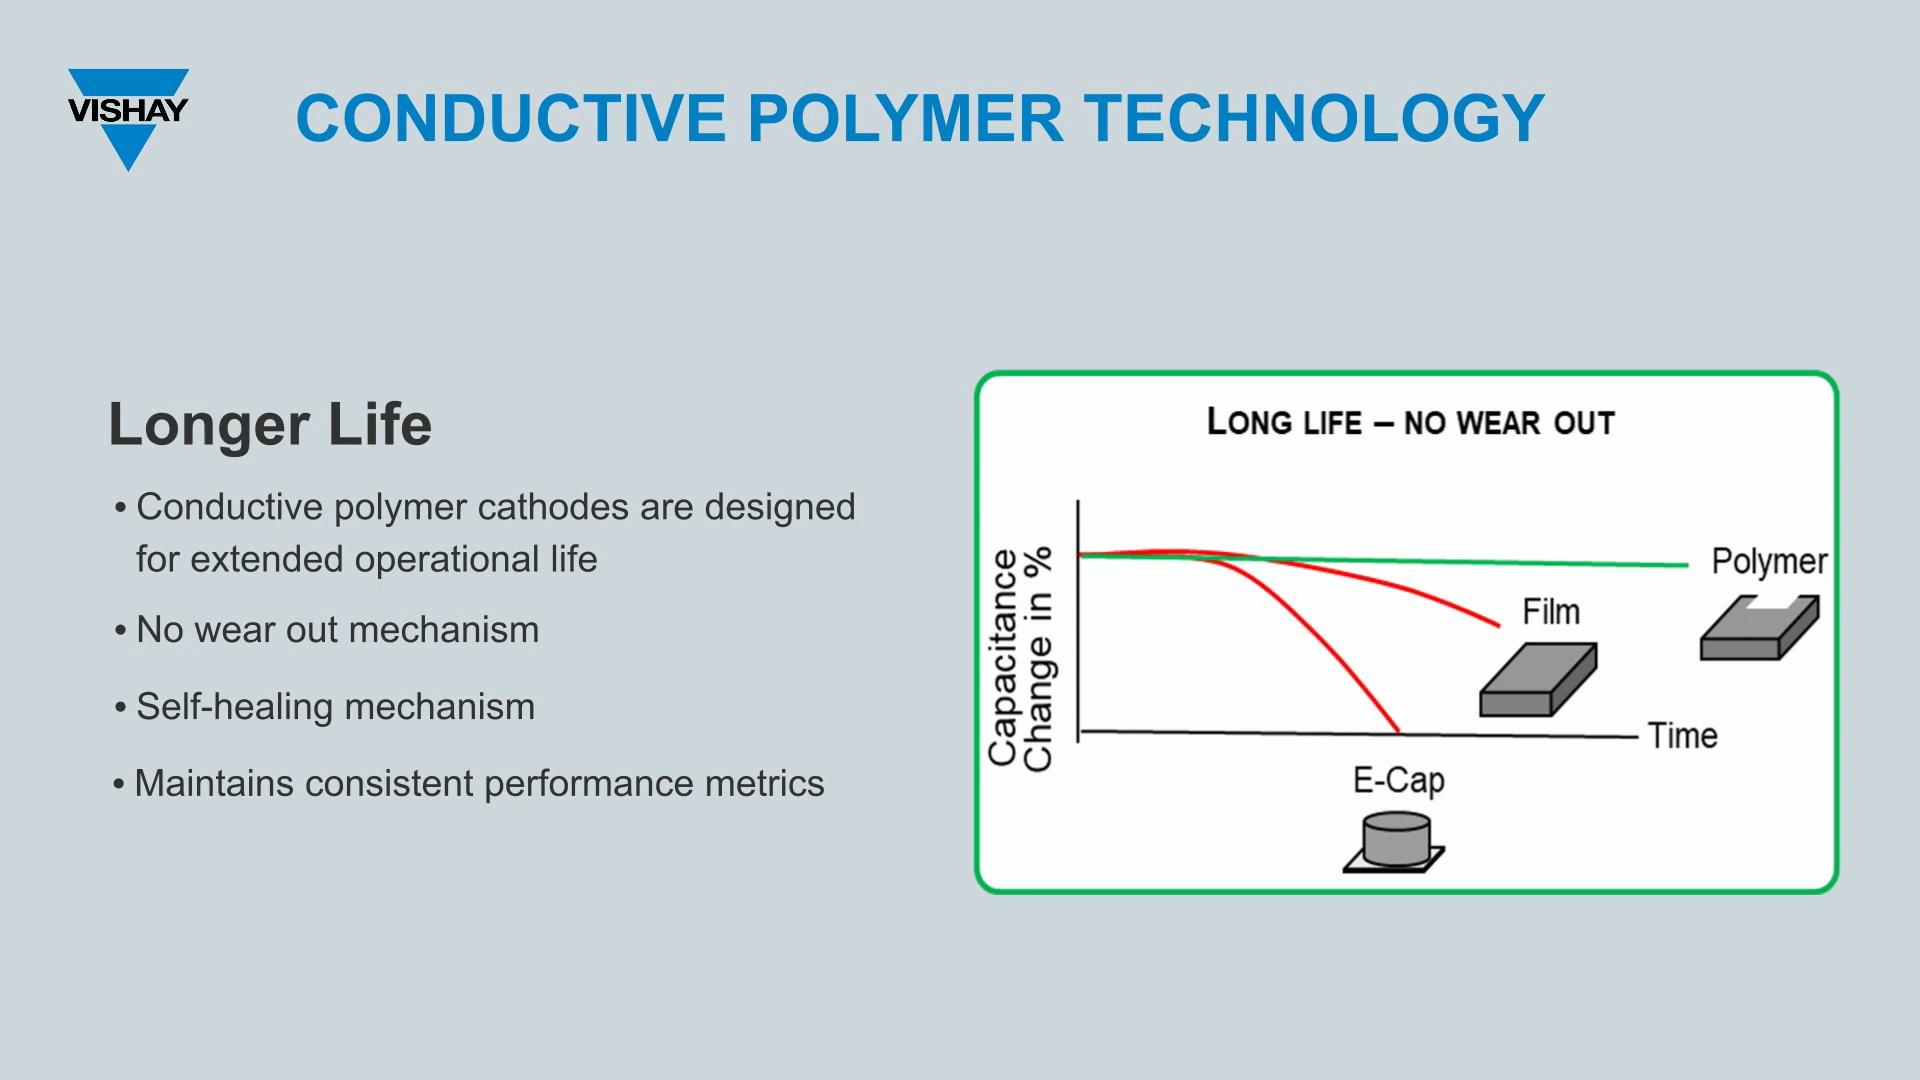 VISHAY
CONDUCTIVE POLYMER TECHNOLOGY
Longer Life
• Conductive polymer cathodes are designed
for extended operational life
• No wear out mechanism
• Self-healing mechanism
• Maintains consistent performance metrics
LONG LIFE – NO WEAR OUT
Capacitance
Change in %
Polymer
Film
Time
E-Cap